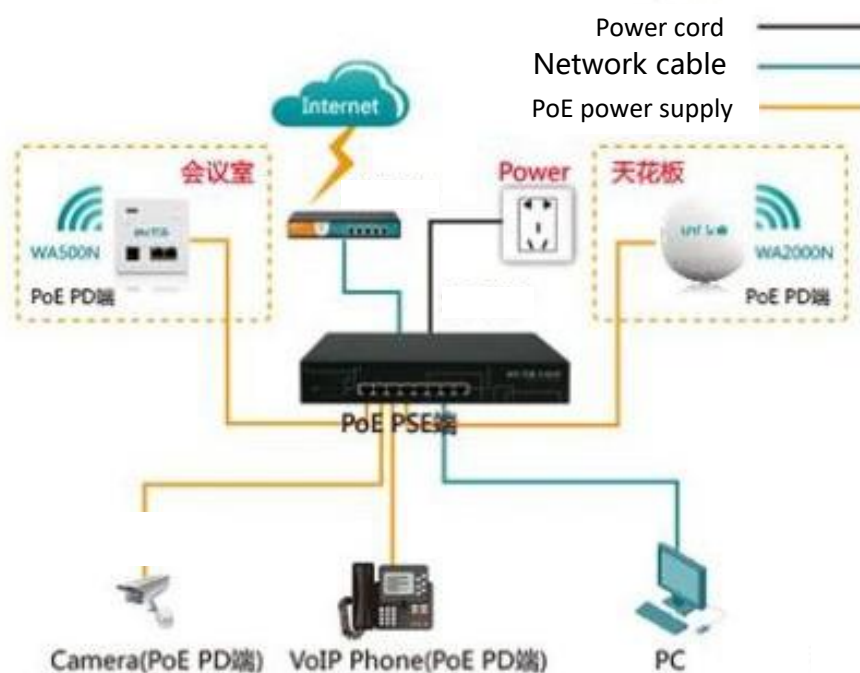 Power cord
Network cable
PoE power supply
Internet
会议室
Power
天花板
WA500N
WA2000N
PoE PD端
PoE PD端
PoE PSE端
Camera(PoE PD端)
VoIP Phone(PoE PD端)
PC